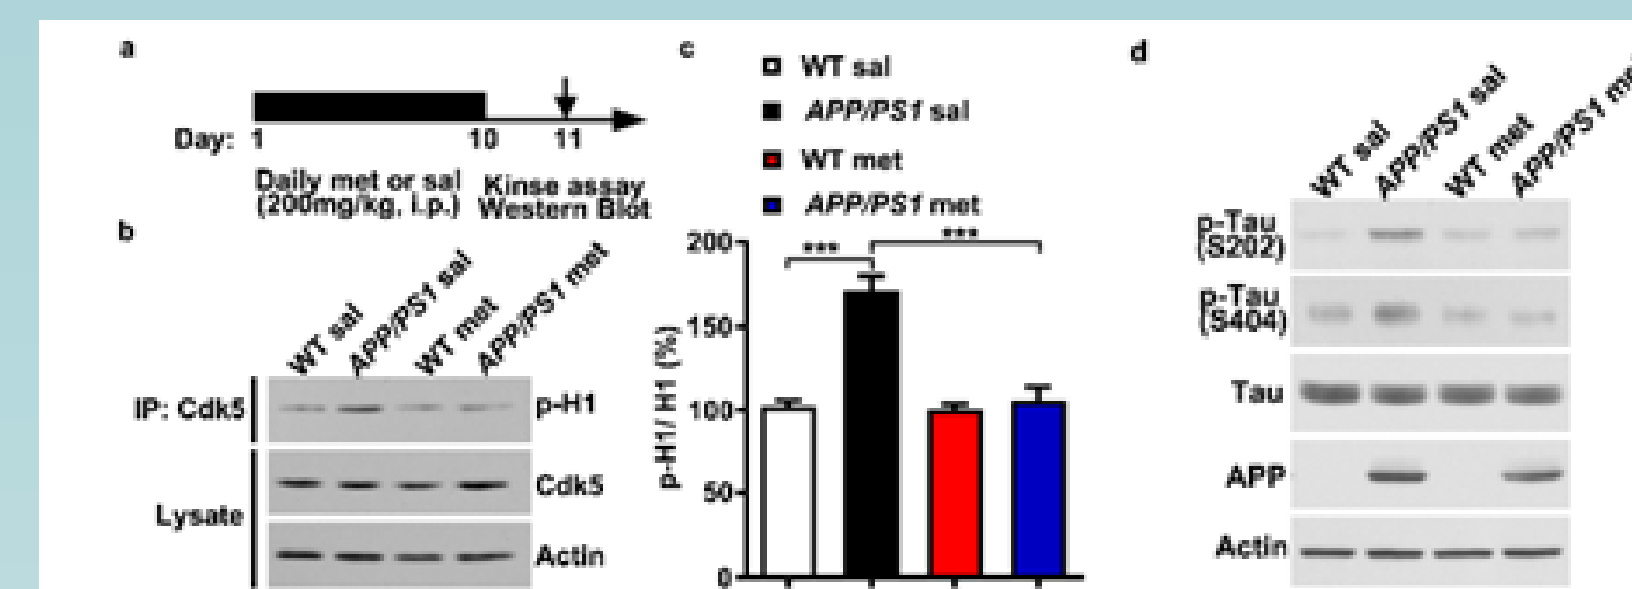 a
Day: 1 10 11
Daily met or sal
(200mg/kg, i.p.)
Kinse assay
Western Blot
b
WT sal
APP/PS1 sal
WT met
APP/PS1 met
IP: Cdk5
p-H1
Lysate
Cdk5
Actin
c
WT sal
APP/PS1 sal
WT met
APP/PS1 met
p-H1/ H1 (%)
200
150
100
50
0
***
***
d
WT sal
APP/PS1 sal
WT met
APP/PS1
p-Tau
(S202)
p-Tau
(S404)
Tau
APP
Actin